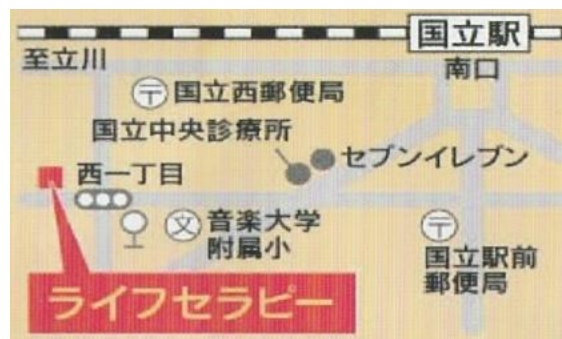 国立駅
至立川
南口
〒国立西郵便局
国立中央診療所
セブンイレブン
西一丁目
文 音楽大学
附属小
〒
国立駅前
郵便局
ライフセラピー